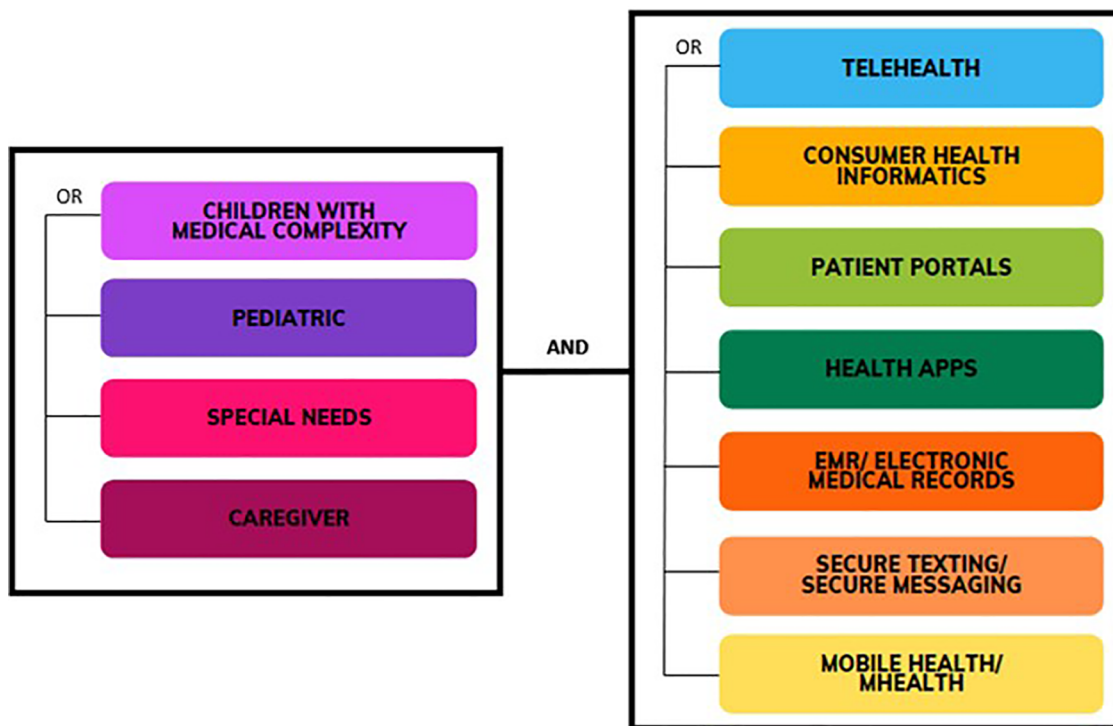 OR
CHILDREN WITH
MEDICAL COMPLEXITY
PEDIATRIC
SPECIAL NEEDS
CAREGIVER
AND
OR
TELEHEALTH
CONSUMER HEALTH
INFORMATICS
PATIENT PORTALS
HEALTH APPS
EMR/ ELECTRONIC
MEDICAL RECORDS
SECURE TEXTING/
SECURE MESSAGING
MOBILE HEALTH/
MHEALTH